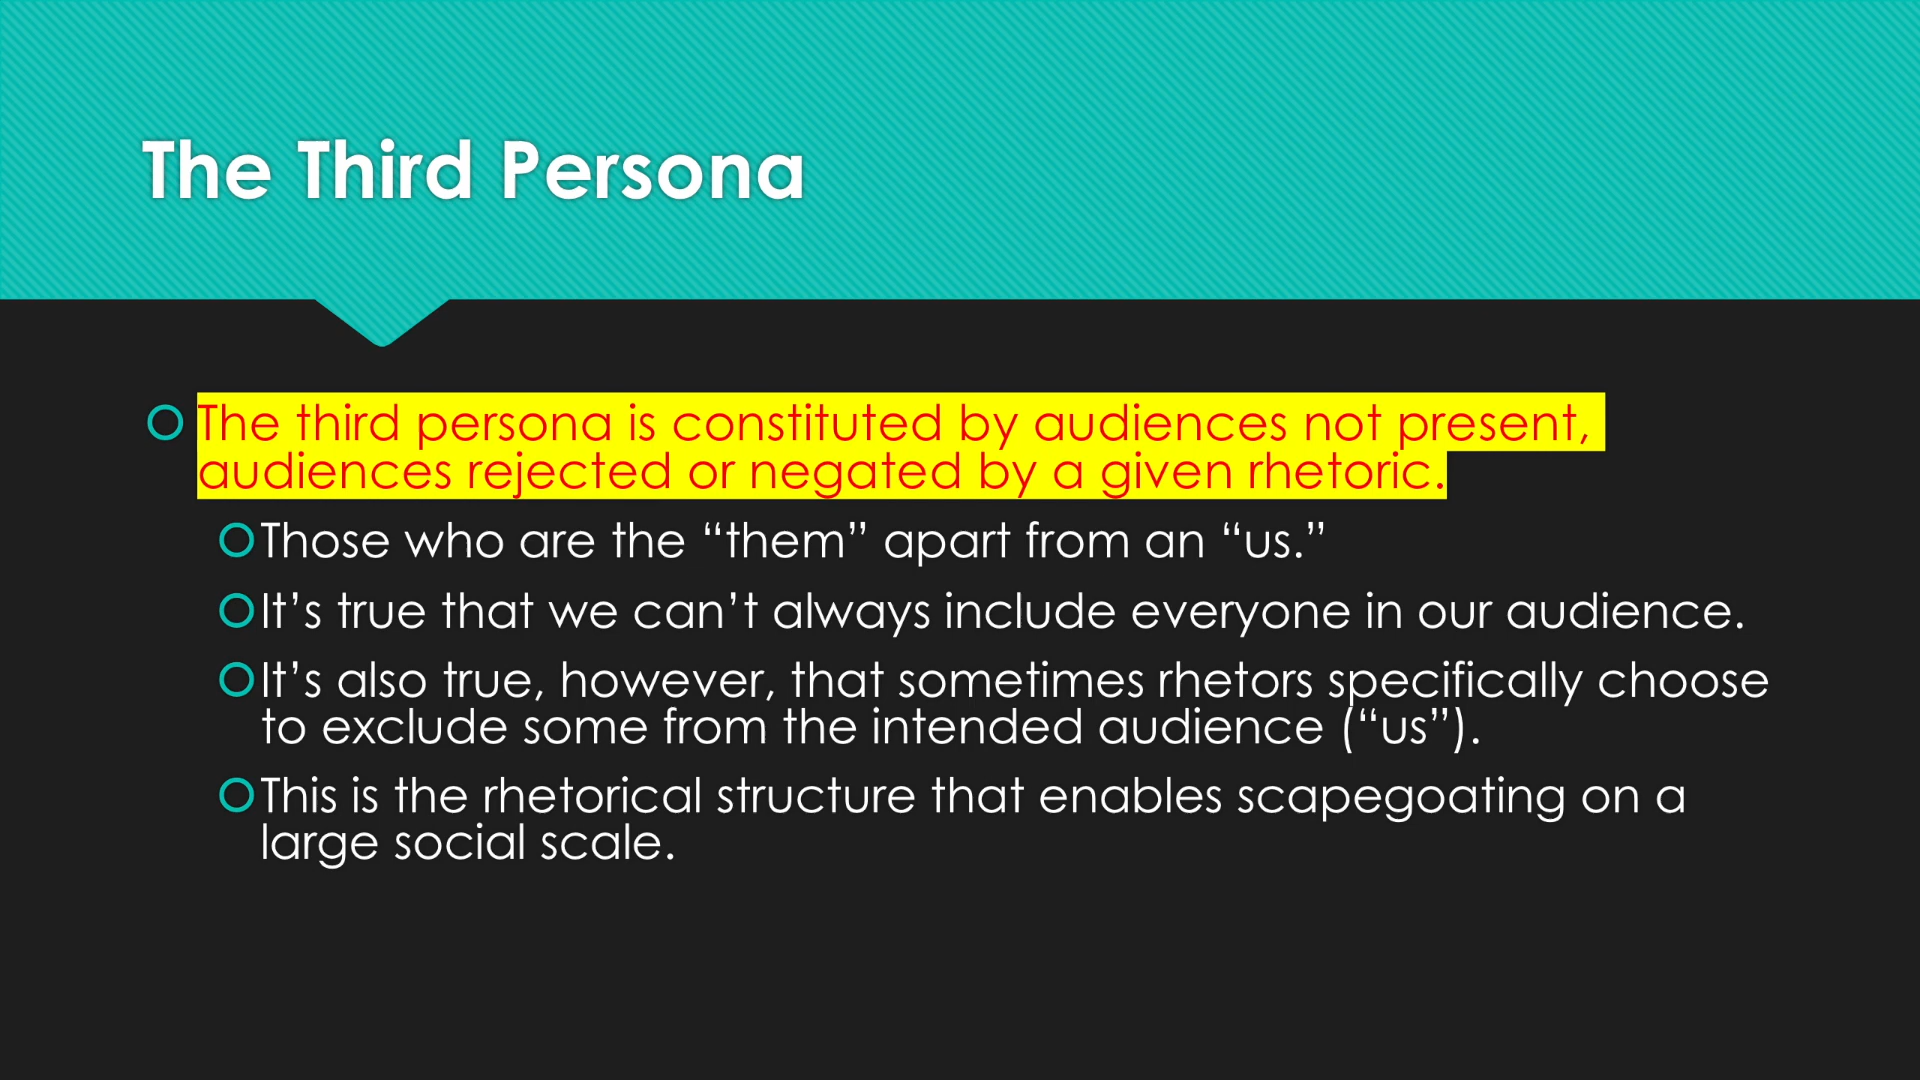 The Third Persona
The third persona is constituted by audiences not present,
audiences rejected or negated by a given rhetoric.
Those who are the “them” apart from an “us.”
It’s true that we can’t always include everyone in our audience.
It’s also true, however, that sometimes rhetors specifically choose
to exclude some from the intended audience (“us”).
This is the rhetorical structure that enables scapegoating on a
large social scale.